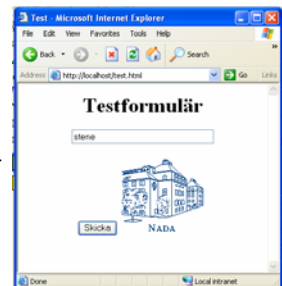 Test - Microsoft Internet Explorer
File Edit View Favorites Tools Help
Back Search
Address http://localhost/test.html Go Links
Testformulär
stene
Skicka
NADA
Done Local intranet